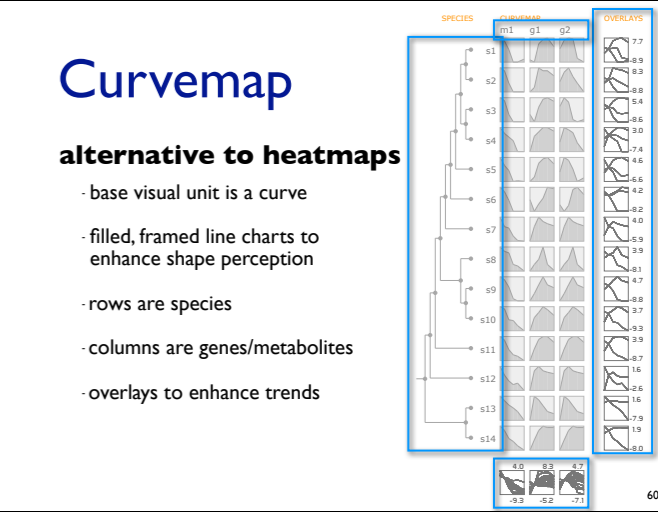 Curvemap
alternative to heatmaps
- base visual unit is a curve
- filled, framed line charts to
enhance shape perception
- rows are species
- columns are genes/metabolites
- overlays to enhance trends
SPECIES CURVEMAP OVERLAYS
m1 g1 g2
s1 7.7 -8.9
s2 8.3 -8.8
s3 5.4 -8.6
s4 3.0 -7.4
s5 4.6 -6.6
s6 4.2 -8.2
s7 4.0 -5.9
s8 3.9 -8.1
s9 4.7 -8.8
s10 3.7 -9.3
s11 3.9 -8.7
s12 1.6 -2.6
s13 1.6 -7.9
s14 1.9 -8.0
4.0 8.3 4.7
-9.3 -5.2 -7.1
60